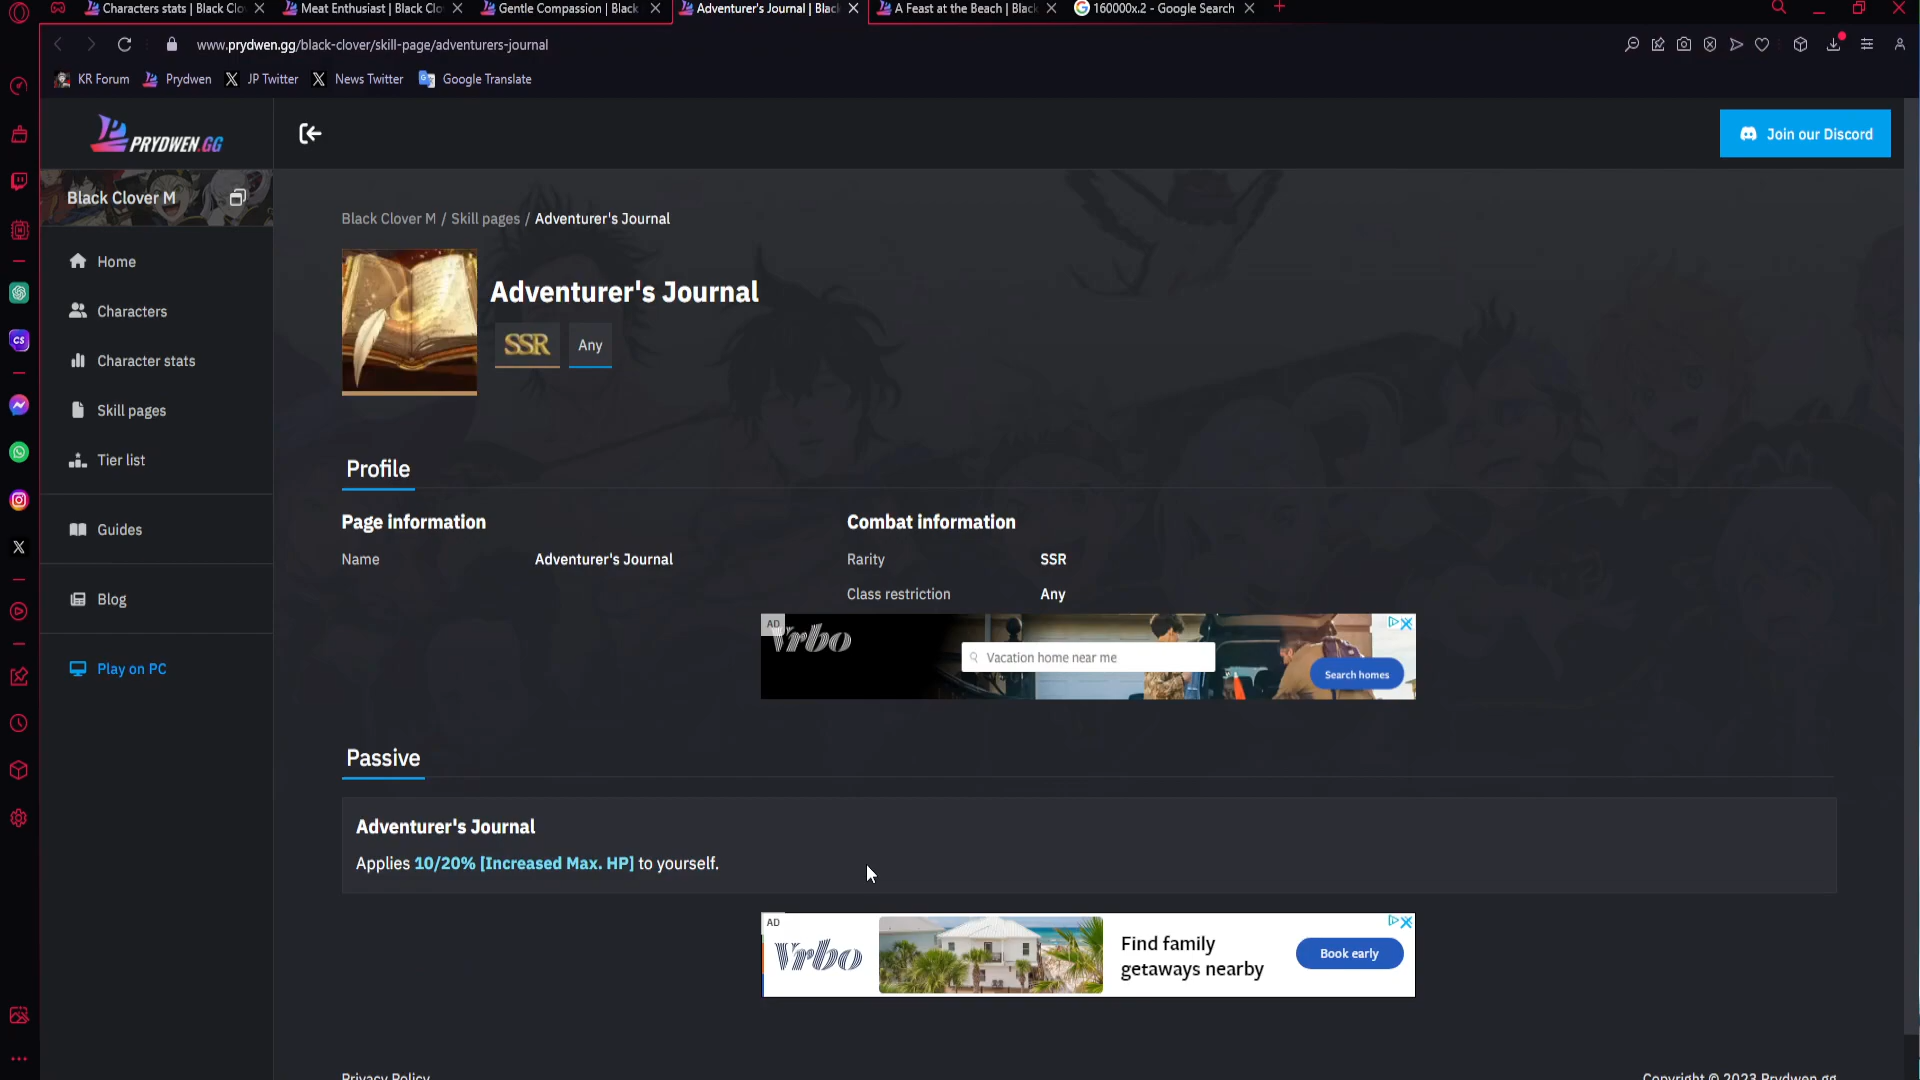 Characters stats | Black Clo
Meat Enthusiast | Black Clo
Gentle Compassion | Black
Adventurer's Journal | Black
A Feast at the Beach | Black
160000x.2 - Google Search
www.prydwen.gg/black-clover/skill-page/adventurers-journal
KR Forum
Prydwen
JP Twitter
News Twitter
Google Translate
PRYDWEN.GG
Join our Discord
Black Clover M
Home
Characters
Character stats
Skill pages
Tier list
Guides
Blog
Play on PC
CS
Black Clover M / Skill pages / Adventurer's Journal
Adventurer's Journal
SSR
Any
Profile
Page information
Name Adventurer's Journal
Combat information
Rarity SSR
Class restriction Any
AD
Vrbo
Vacation home near me
Search homes
Passive
Adventurer's Journal
Applies 10/20% [Increased Max. HP] to yourself.
AD
Vrbo
Find family
getaways nearby
Book early
Privacy Policy
Copyright © 2023 Prydwen.gg